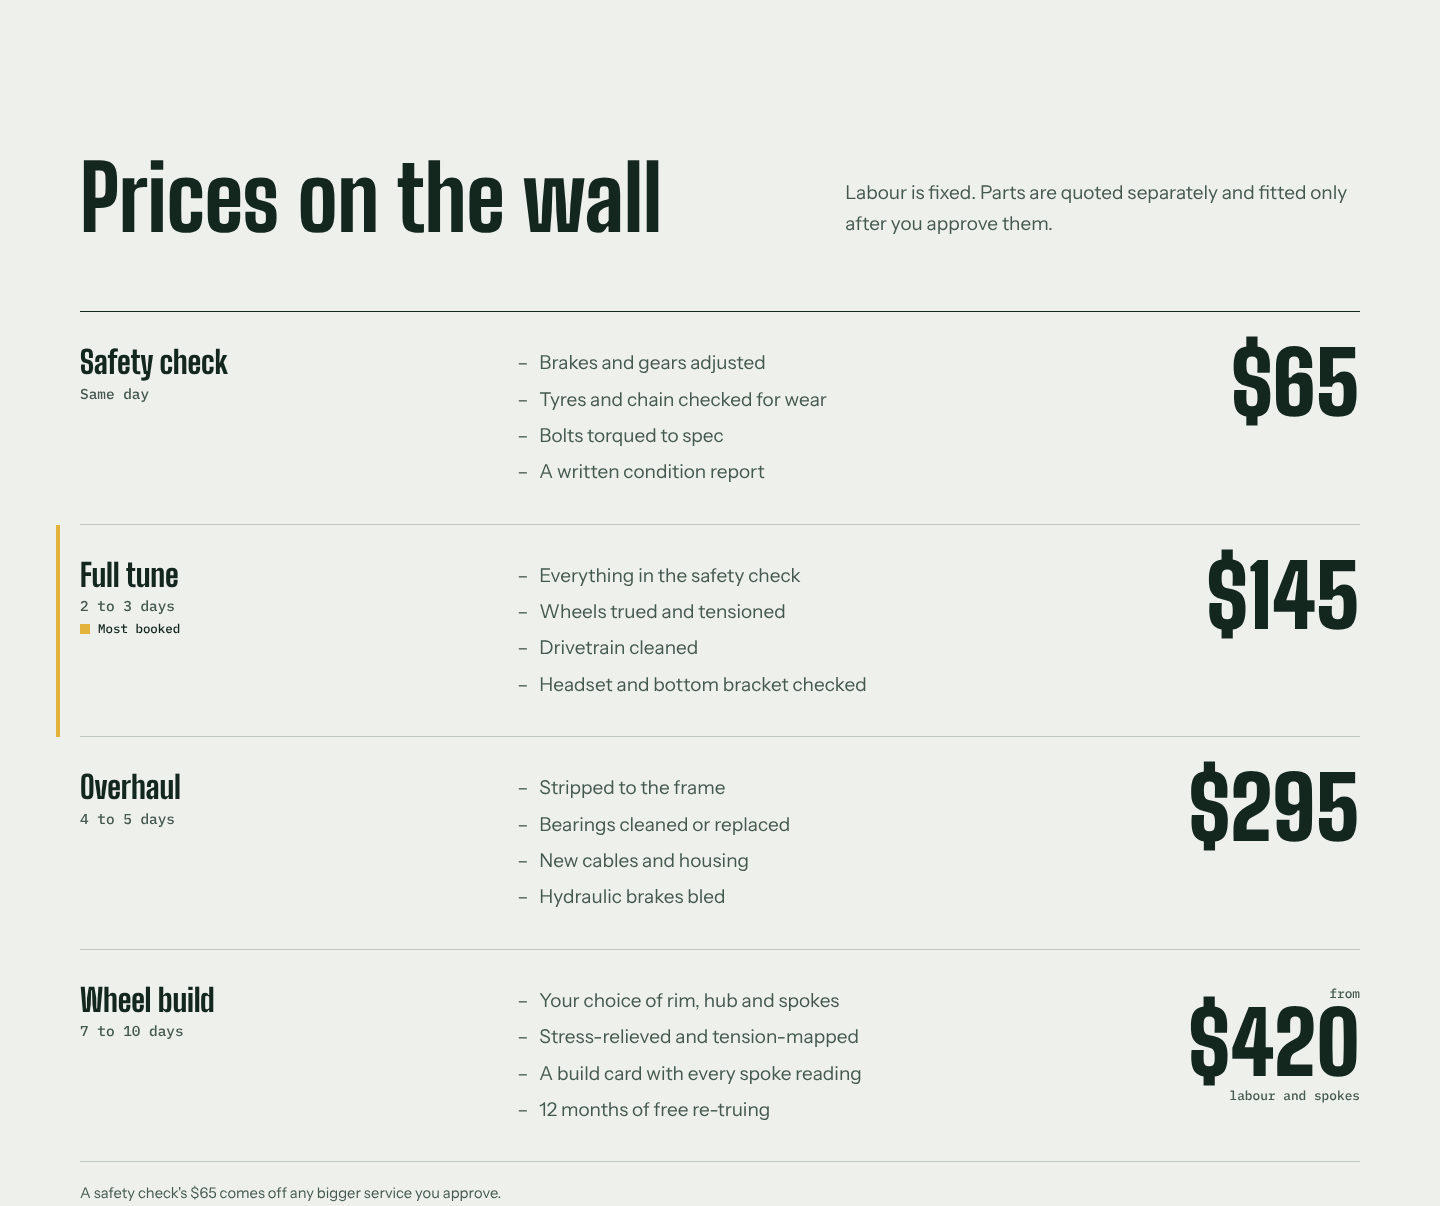 Prices on the wall
Labour is fixed. Parts are quoted separately and fitted only
after you approve them.
Safety check
Same day
– Brakes and gears adjusted
– Tyres and chain checked for wear
– Bolts torqued to spec
– A written condition report
$65
Full tune
2 to 3 days
Most booked
– Everything in the safety check
– Wheels trued and tensioned
– Drivetrain cleaned
– Headset and bottom bracket checked
$145
Overhaul
4 to 5 days
– Stripped to the frame
– Bearings cleaned or replaced
– New cables and housing
– Hydraulic brakes bled
$295
Wheel build
7 to 10 days
– Your choice of rim, hub and spokes
– Stress-relieved and tension-mapped
– A build card with every spoke reading
– 12 months of free re-truing
from
$420
labour and spokes
A safety check's $65 comes off any bigger service you approve.